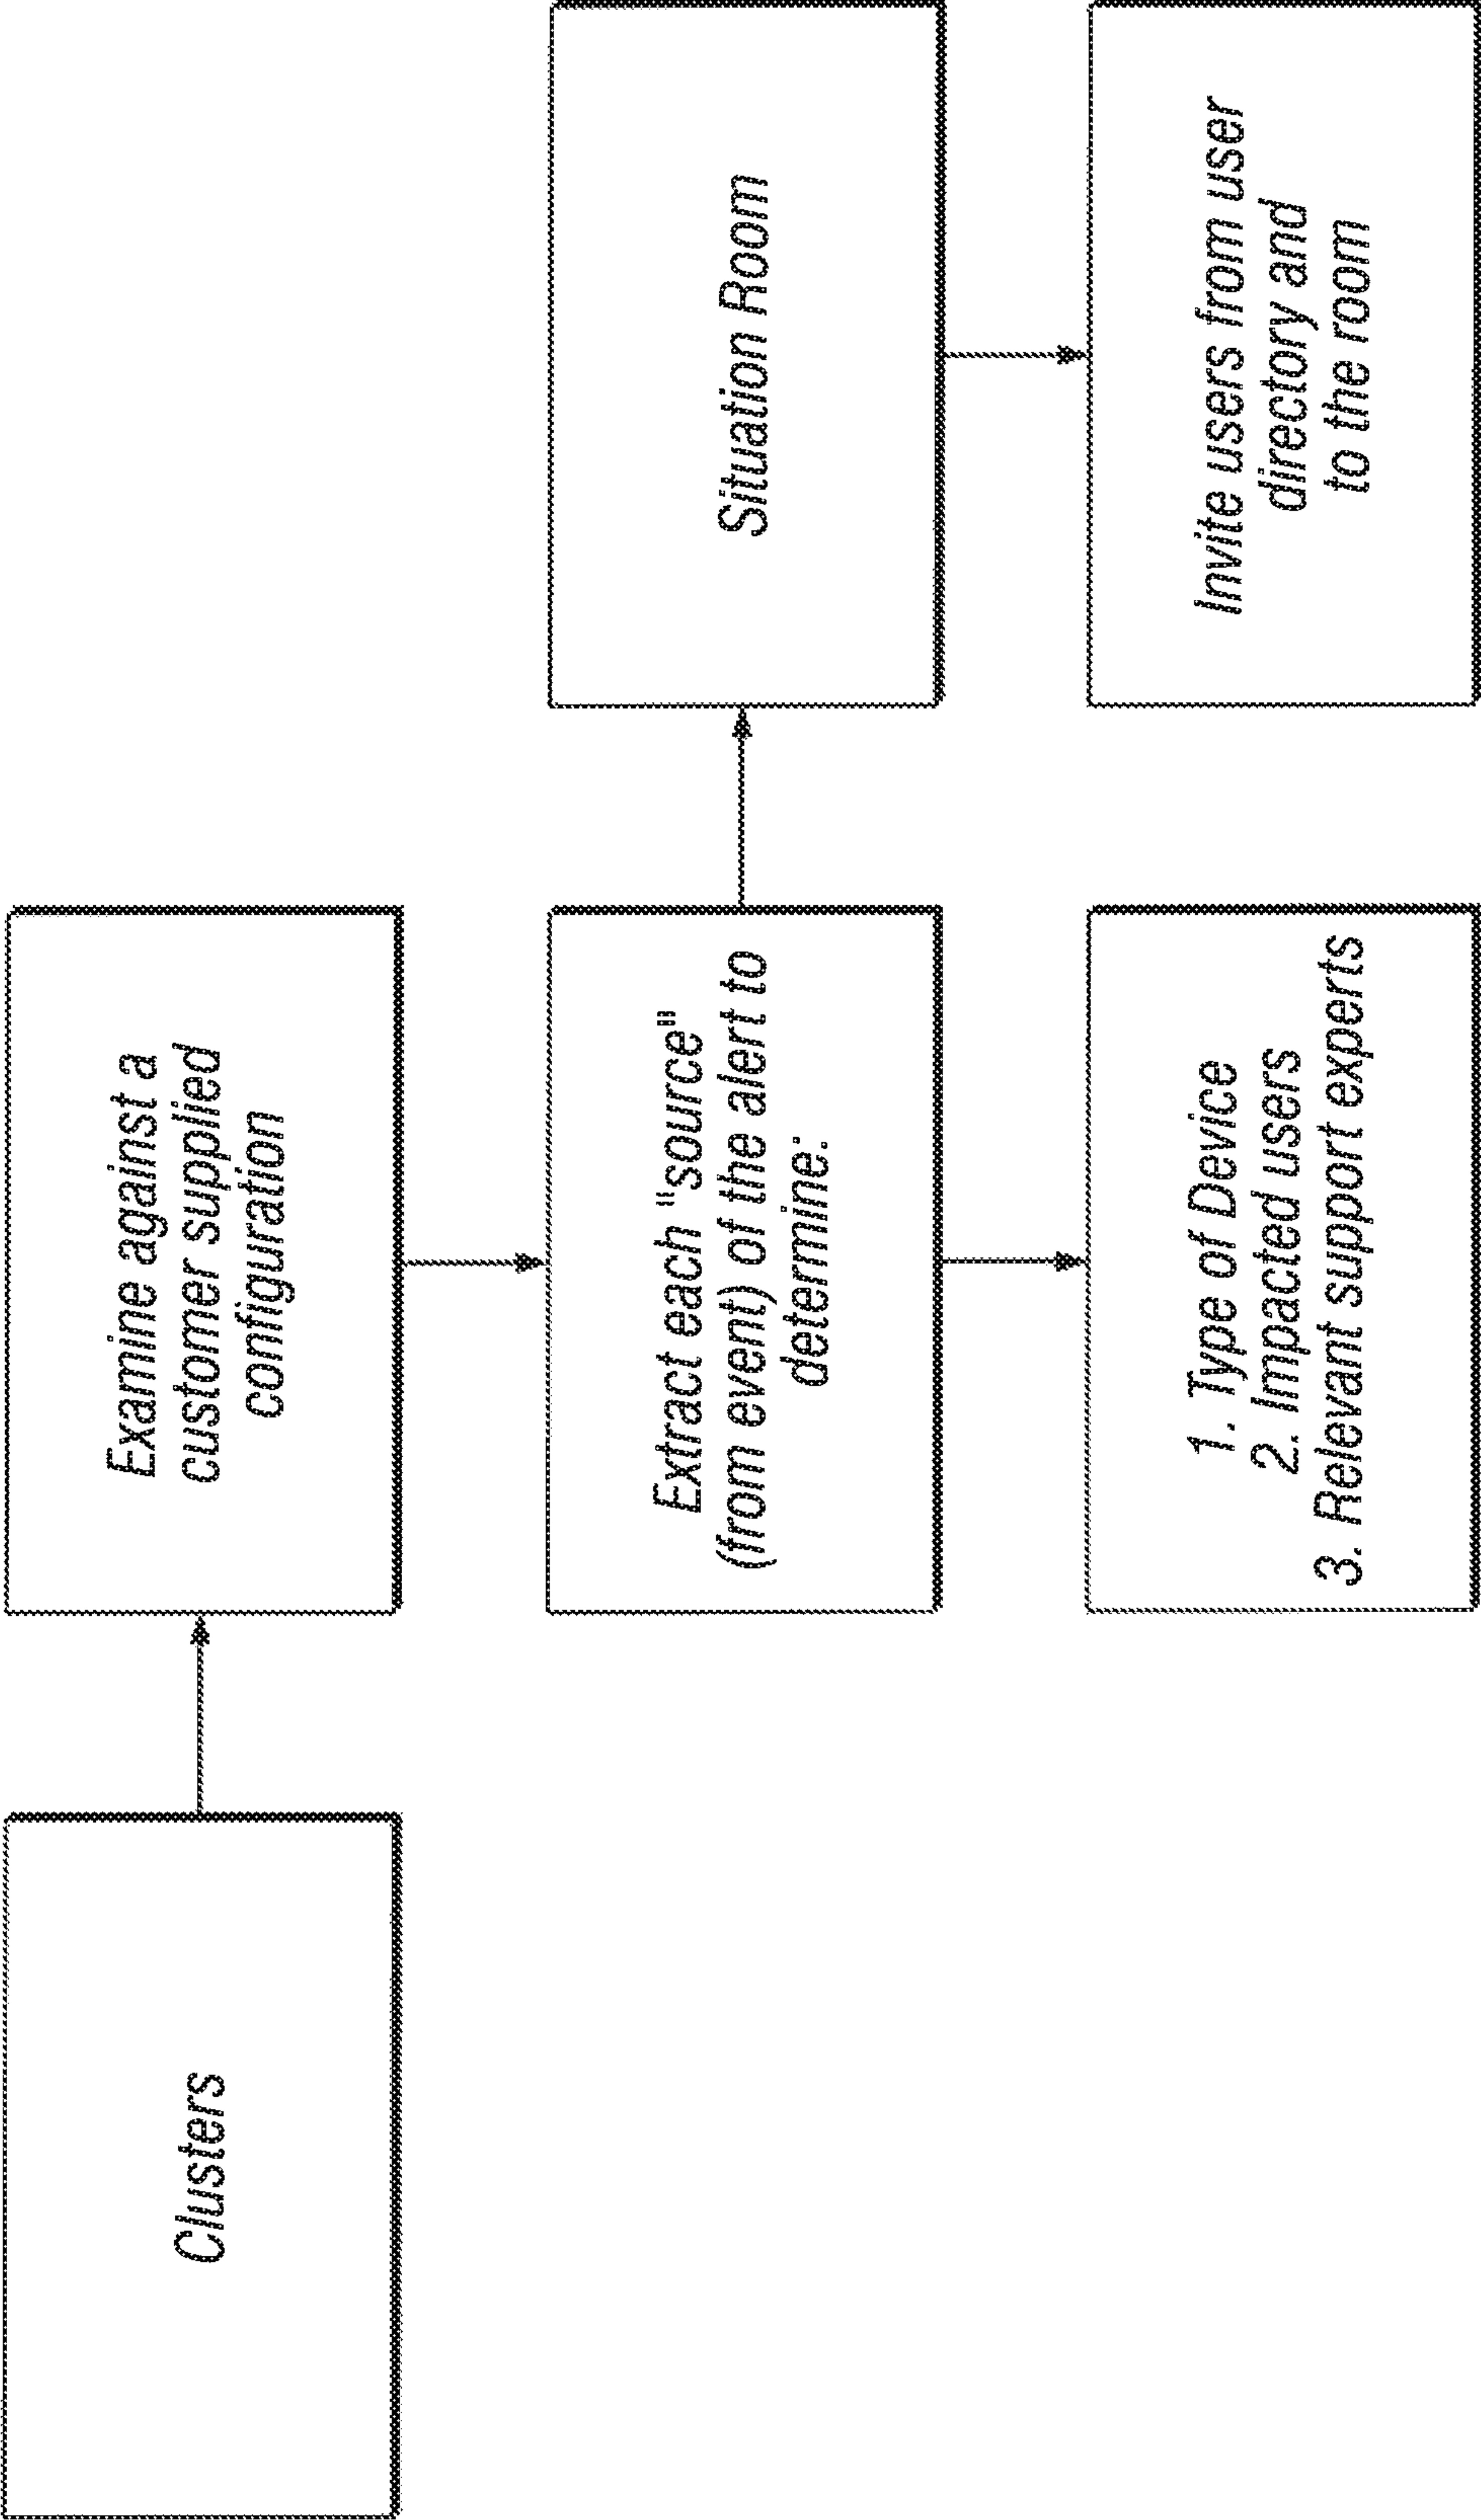 Clusters
Examine against a
customer supplied
configuration
Extract each "source"
(from event) of the alert to
determine:
1. Type of Device
2. Impacted users
3. Relevant support experts
Situation Room
Invite users from user
directory and
to the room